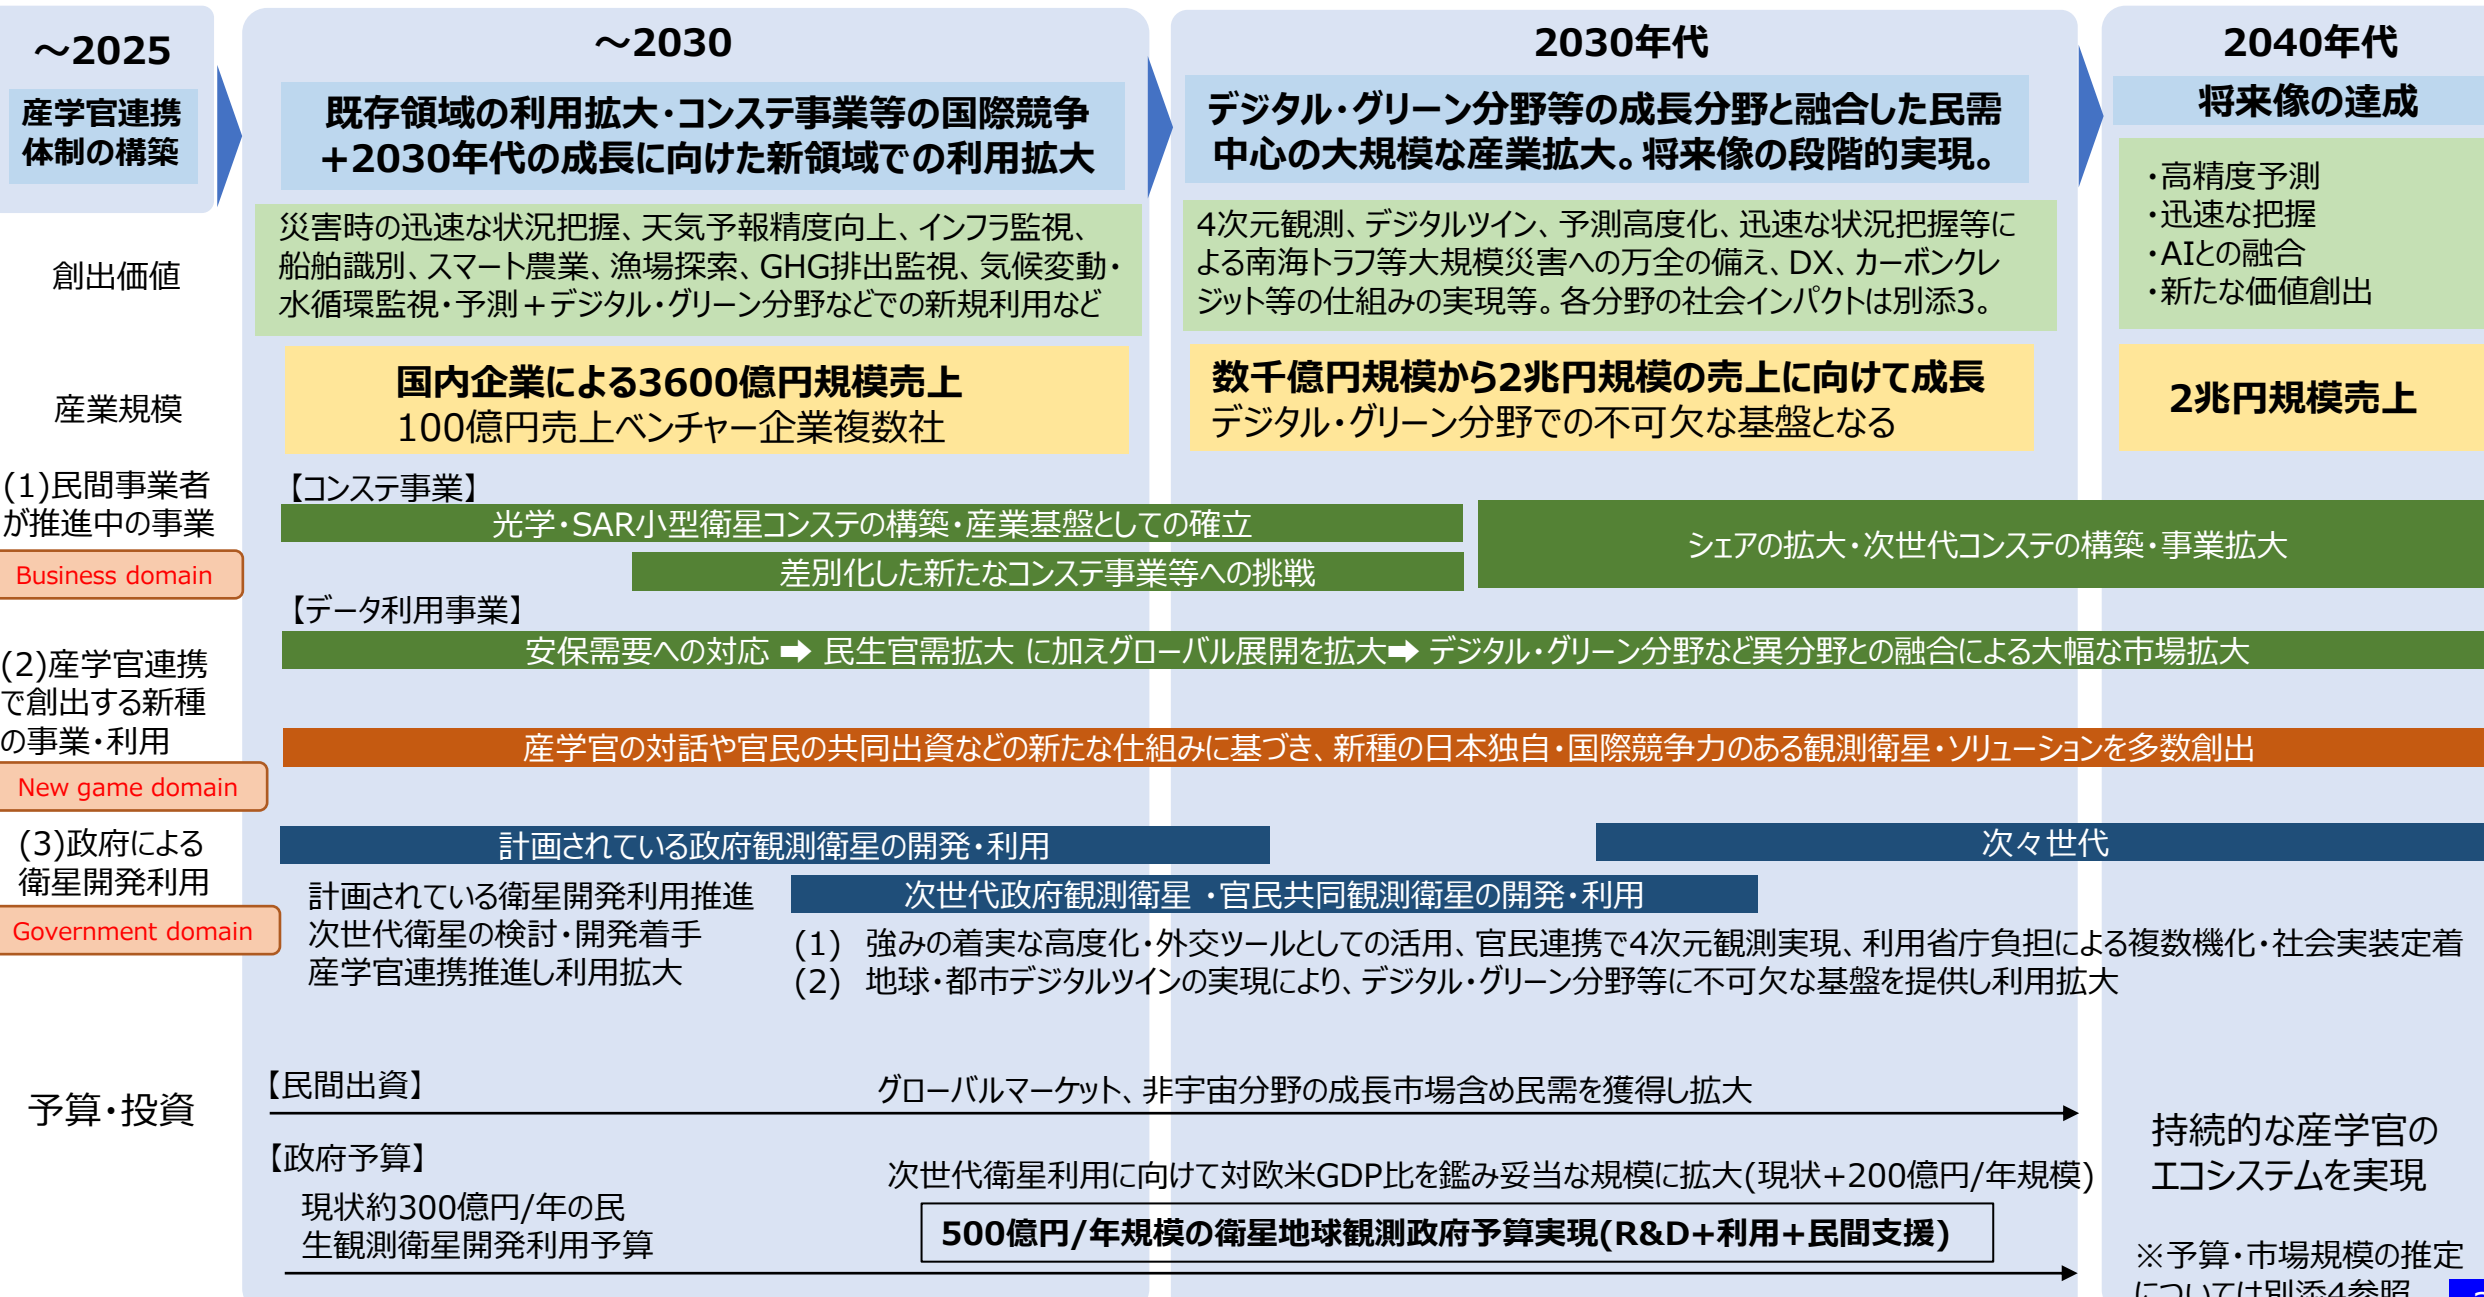 ～2025
産学官連携
体制の構築
～2030
既存領域の利用拡大・コンステ事業等の国際競争
+2030年代の成長に向けた新領域での利用拡大
2030年代
デジタル・グリーン分野等の成長分野と融合した民需
中心の大規模な産業拡大。将来像の段階的実現。
2040年代
将来像の達成
創出価値
災害時の迅速な状況把握、天気予報精度向上、インフラ監視、
船舶識別、スマート農業、漁場探索、GHG排出監視、気候変動・
水循環監視・予測＋デジタル・グリーン分野などでの新規利用など
4次元観測、デジタルツイン、予測高度化、迅速な状況把握等に
よる南海トラフ等大規模災害への万全の備え、DX、カーボンクレ
ジット等の仕組みの実現等。各分野の社会インパクトは別添3。
・高精度予測
・迅速な把握
・AIとの融合
・新たな価値創出
産業規模
国内企業による3600億円規模売上
100億円売上ベンチャー企業複数社
数千億円規模から2兆円規模の売上に向けて成長
デジタル・グリーン分野での不可欠な基盤となる
2兆円規模売上
(1)民間事業者
が推進中の事業
Business domain
【コンステ事業】
光学・SAR小型衛星コンステの構築・産業基盤としての確立
差別化した新たなコンステ事業等への挑戦
シェアの拡大・次世代コンステの構築・事業拡大
【データ利用事業】
安保需要への対応 ➡ 民生官需拡大 に加えグローバル展開を拡大➡ デジタル・グリーン分野など異分野との融合による大幅な市場拡大
(2)産学官連携
で創出する新種
の事業・利用
New game domain
産学官の対話や官民の共同出資などの新たな仕組みに基づき、新種の日本独自・国際競争力のある観測衛星・ソリューションを多数創出
(3)政府による
衛星開発利用
Government domain
計画されている政府観測衛星の開発・利用
次々世代
次世代政府観測衛星 ・官民共同観測衛星の開発・利用
計画されている衛星開発利用推進
次世代衛星の検討・開発着手
産学官連携推進し利用拡大
(1) 強みの着実な高度化・外交ツールとしての活用、官民連携で4次元観測実現、利用省庁負担による複数機化・社会実装定着
(2) 地球・都市デジタルツインの実現により、デジタル・グリーン分野等に不可欠な基盤を提供し利用拡大
予算・投資
【民間出資】
グローバルマーケット、非宇宙分野の成長市場含め民需を獲得し拡大
【政府予算】
現状約300億円/年の民
生観測衛星開発利用予算
次世代衛星利用に向けて対欧米GDP比を鑑み妥当な規模に拡大(現状+200億円/年規模)
500億円/年規模の衛星地球観測政府予算実現(R&D+利用+民間支援)
持続的な産学官の
エコシステムを実現
※予算・市場規模の推定
については別添4参照